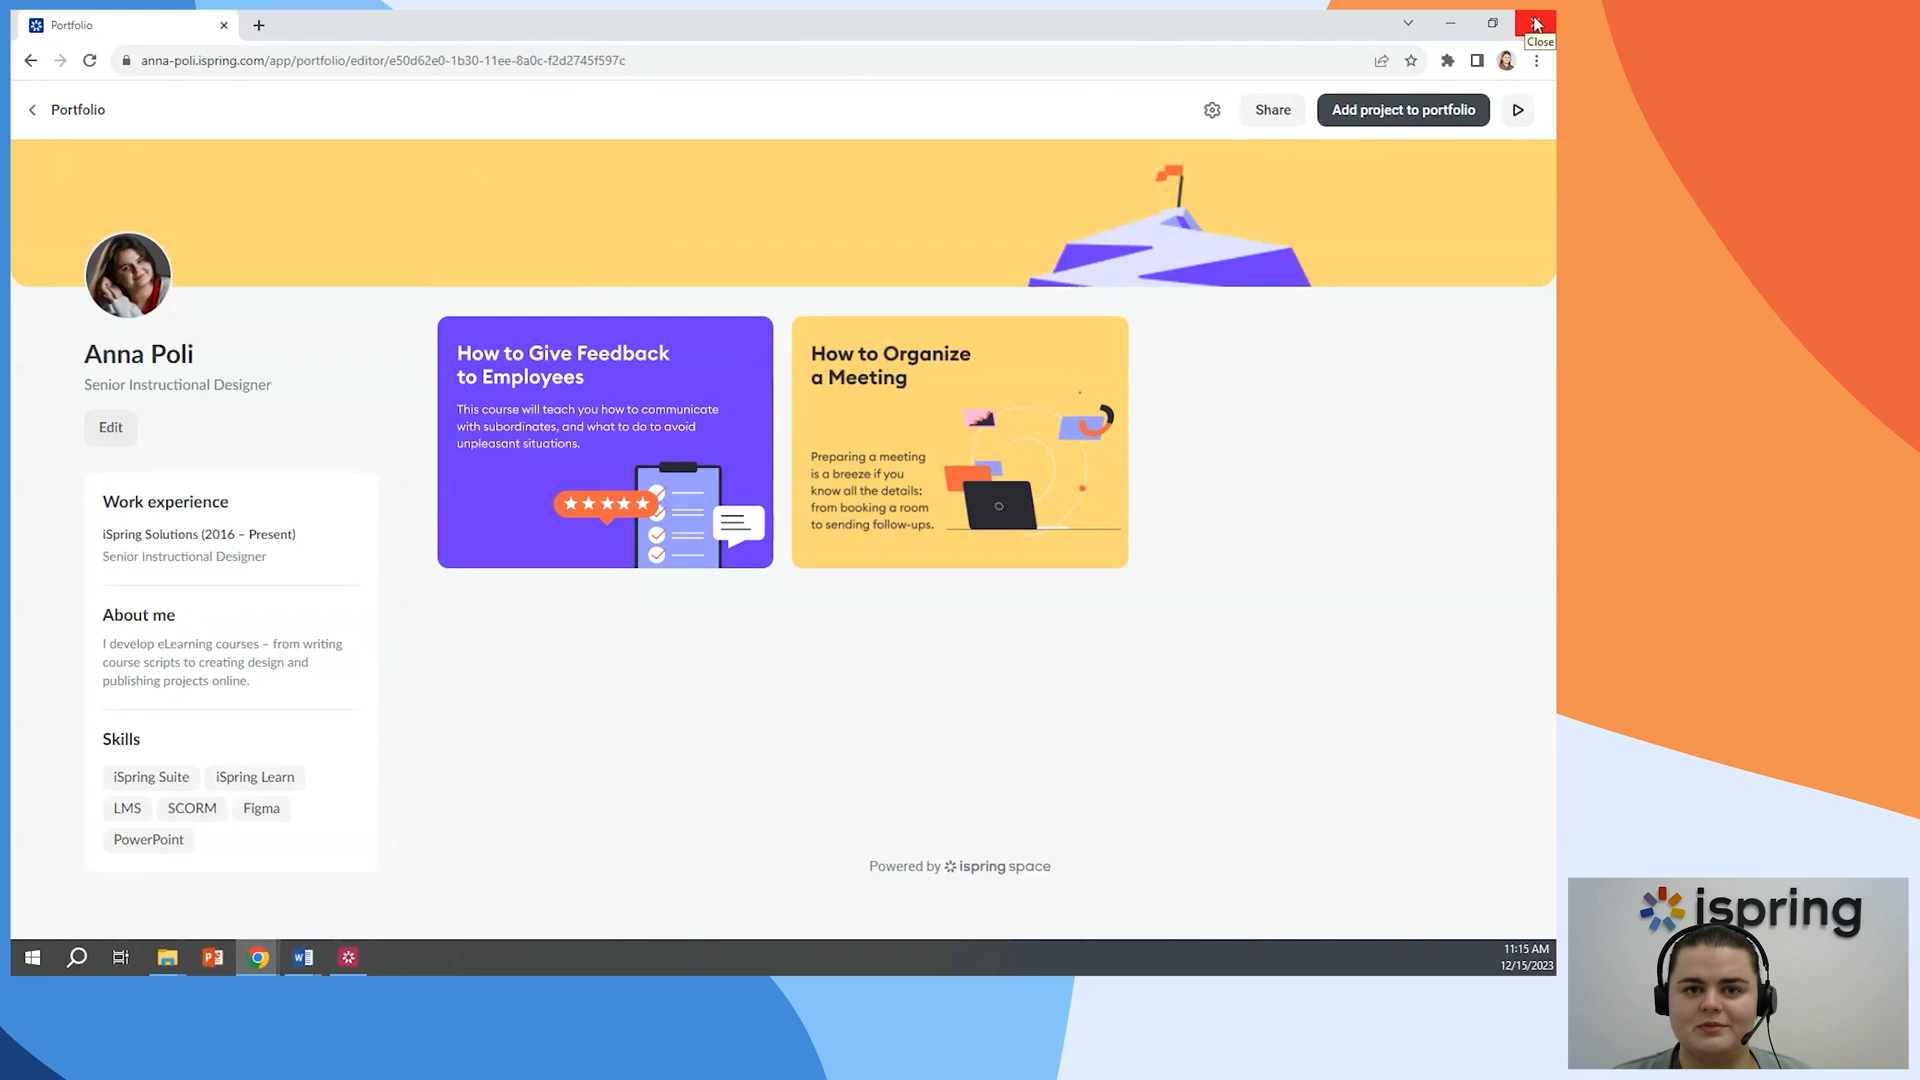 Portfolio
Close
anna-poli.ispring.com/app/portfolio/editor/e50d62e0-1b30-11ee-8a0c-f2d2745f597c
Portfolio
Share
Add project to portfolio
Anna Poli
Senior Instructional Designer
Edit
Work experience
iSpring Solutions (2016 – Present)
Senior Instructional Designer
About me
I develop eLearning courses – from writing
course scripts to creating design and
publishing projects online.
Skills
iSpring Suite
iSpring Learn
LMS
SCORM
Figma
PowerPoint
How to Give Feedback
to Employees
This course will teach you how to communicate
with subordinates, and what to do to avoid
unpleasant situations.
How to Organize
a Meeting
Preparing a meeting
is a breeze if you
know all the details:
from booking a room
to sending follow-ups.
Powered by ispring space
11:15 AM
12/15/2023
ispring